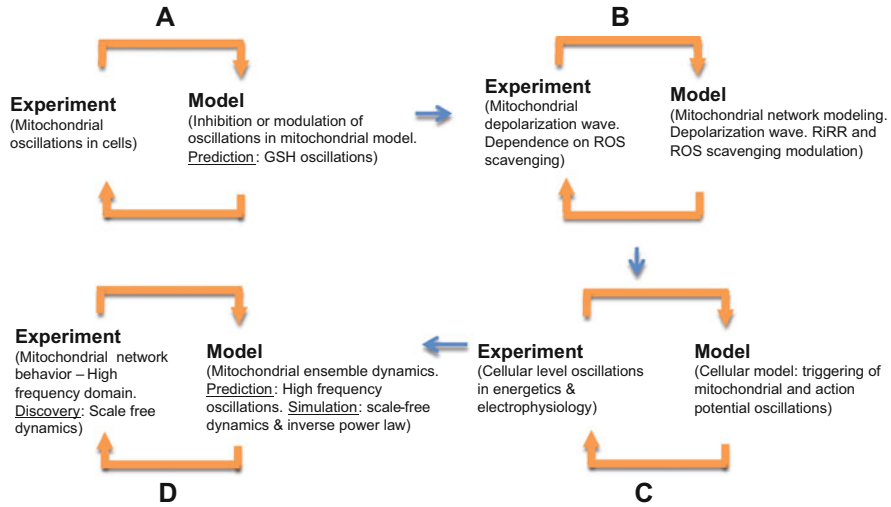 A
Experiment
(Mitochondrial
oscillations in cells)
Model
(Inhibition or modulation of
oscillations in mitochondrial model.
Prediction: GSH oscillations)
B
Experiment
(Mitochondrial
depolarization wave.
Dependence on ROS
scavenging)
Model
(Mitochondrial network modeling.
Depolarization wave. RiRR and
ROS scavenging modulation)
Experiment
(Mitochondrial network
behavior – High
frequency domain.
Discovery: Scale free
dynamics)
Model
(Mitochondrial ensemble dynamics.
Prediction: High frequency
oscillations. Simulation: scale-free
dynamics & inverse power law)
D
Experiment
(Cellular level oscillations
in energetics &
electrophysiology)
Model
(Cellular model: triggering of
mitochondrial and action
potential oscillations)
C